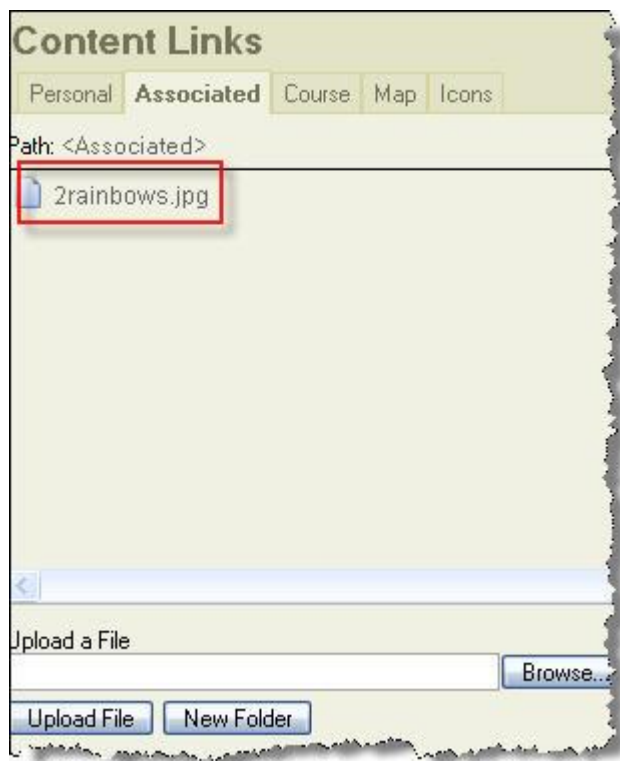 Content Links
Personal Associated Course Map Icons
Path: <Associated>
2rainbows.jpg
Upload a File
Browse...
Upload File New Folder